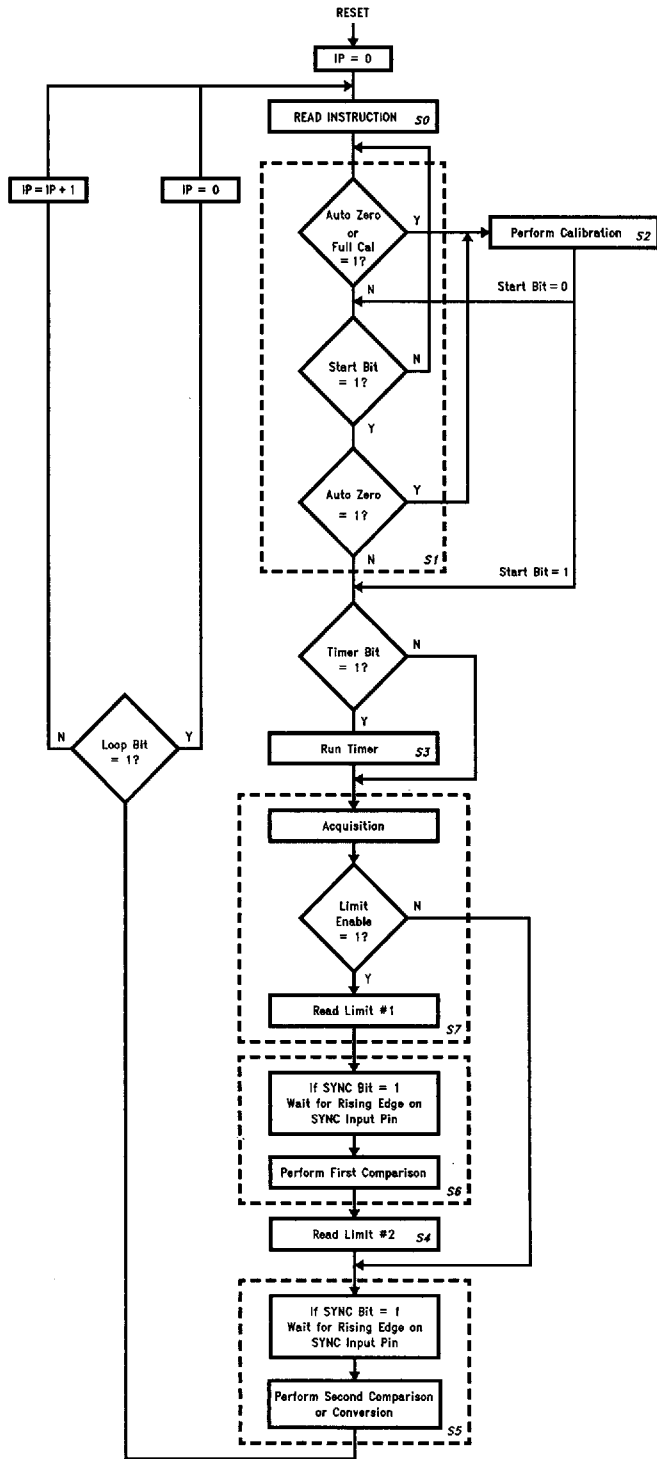 RESET
IP = 0
READ INSTRUCTION S0
IP = IP + 1
IP = 0
Auto Zero
or
Full Cal
= 1?
Y
Perform Calibration S2
N
Start Bit = 0
Start Bit
= 1?
N
Y
Auto Zero
= 1?
Y
N
S1
Start Bit = 1
Timer Bit
= 1?
N
Y
Run Timer S3
N
Loop Bit
= 1?
Y
Acquisition
Limit
Enable
= 1?
N
Y
Read Limit #1
S7
If SYNC Bit = 1
Wait for Rising Edge on
SYNC Input Pin
Perform First Comparison
S6
Read Limit #2 S4
If SYNC Bit = 1
Wait for Rising Edge on
SYNC Input Pin
Perform Second Comparison
or Conversion
S5